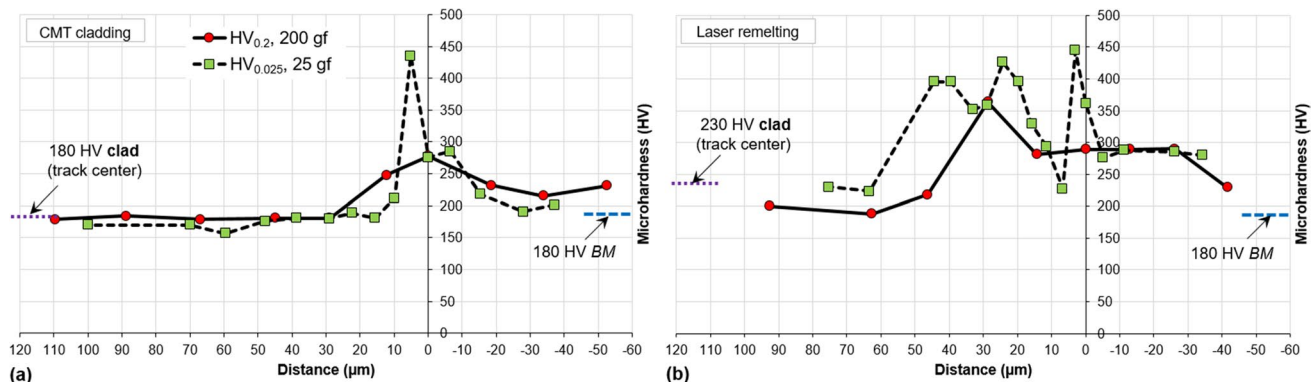 CMT cladding
HV0.2, 200 gf
HV0.025, 25 gf
180 HV clad
(track center)
180 HV BM
500
450
400
350
300
250
200
150
100
50
0
Microhardness (HV)
120 110 100 90 80 70 60 50 40 30 20 10 0 -10 -20 -30 -40 -50 -60
Distance (µm)
(a)
Laser remelting
230 HV clad
(track center)
180 HV BM
500
450
400
350
300
250
200
150
100
50
0
Microhardness (HV)
120 110 100 90 80 70 60 50 40 30 20 10 0 -10 -20 -30 -40 -50 -60
Distance (µm)
(b)